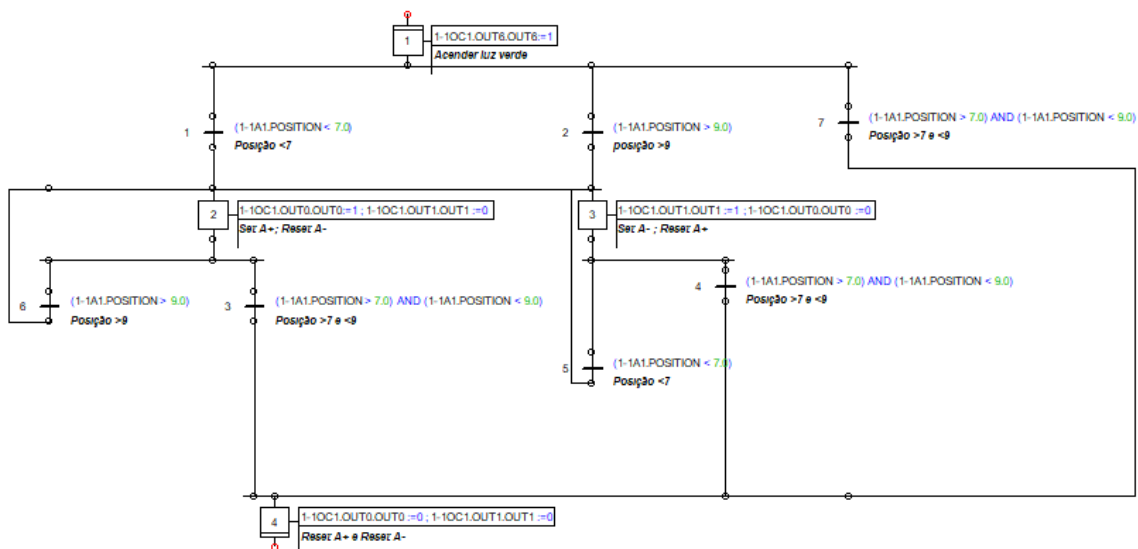 1
1-1OC1.OUT6.OUT6:=1
Acender luz verde
1
(1-1A1.POSITION < 7.0)
Posição <7
2
(1-1A1.POSITION > 9.0)
posição >9
7
(1-1A1.POSITION > 7.0) AND (1-1A1.POSITION < 9.0)
Posição >7 e <9
2
1-1OC1.OUT0.OUT0:=1 ; 1-1OC1.OUT1.OUT1 :=0
Set A+; Reset A-
3
1-1OC1.OUT1.OUT1 :=1 ; 1-1OC1.OUT0.OUT0 :=0
Set A- ; Reset A+
6
(1-1A1.POSITION > 9.0)
Posição >9
3
(1-1A1.POSITION > 7.0) AND (1-1A1.POSITION < 9.0)
Posição >7 e <9
4
(1-1A1.POSITION > 7.0) AND (1-1A1.POSITION < 9.0)
Posição >7 e <9
5
(1-1A1.POSITION < 7.0)
Posição <7
4
1-1OC1.OUT0.OUT0 :=0 ; 1-1OC1.OUT1.OUT1 :=0
Reset A+ e Reset A-